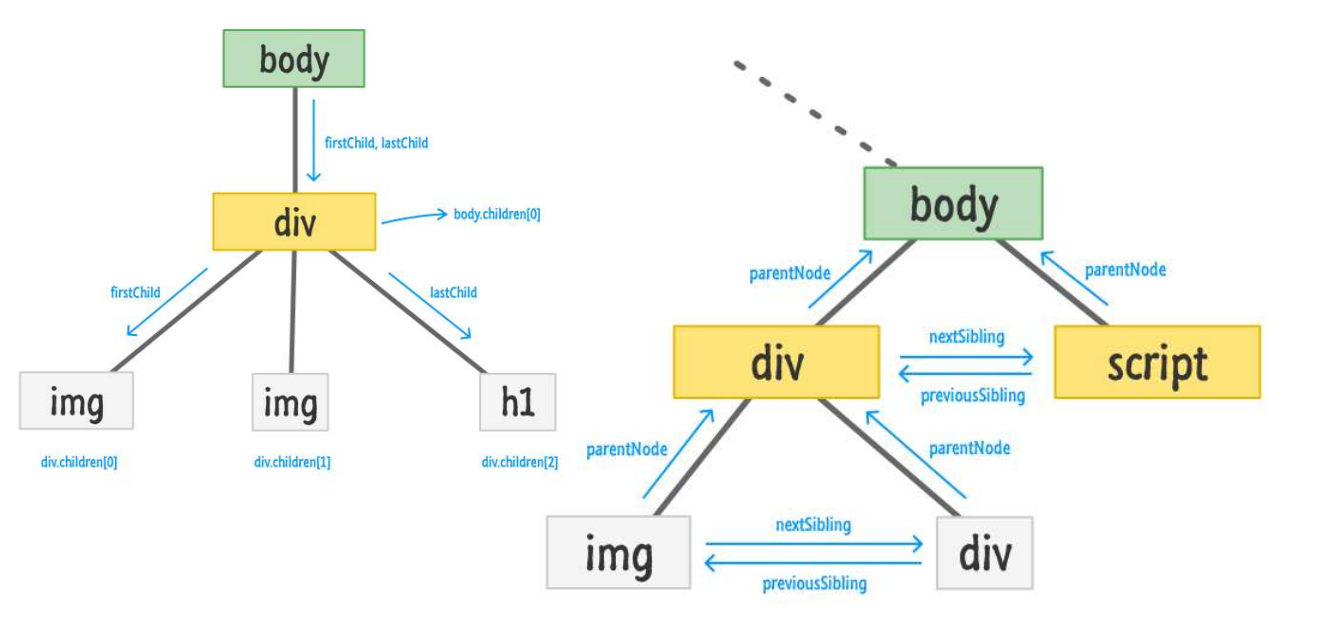 body
firstChild, lastChild
div
body.children[0]
firstChild
lastChild
img
img
h1
div.children[0]
div.children[1]
div.children[2]
body
parentNode
parentNode
div
nextSibling
previousSibling
script
parentNode
parentNode
img
nextSibling
previousSibling
div